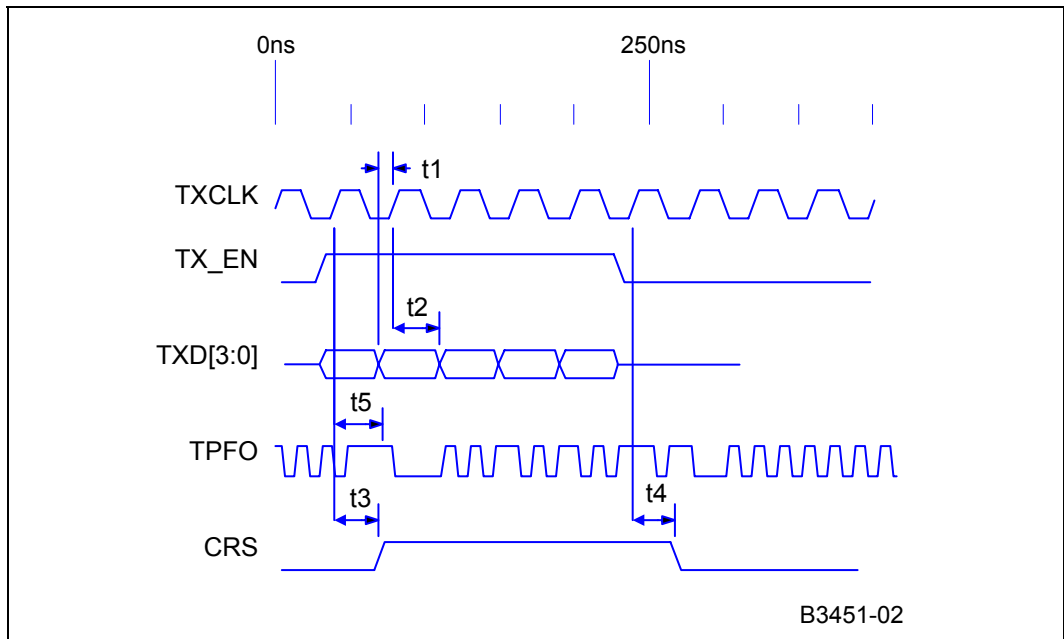 0ns 250ns
t1
TXCLK
TX_EN
t2
TXD[3:0]
t5
TPFO
t3 t4
CRS
B3451-02